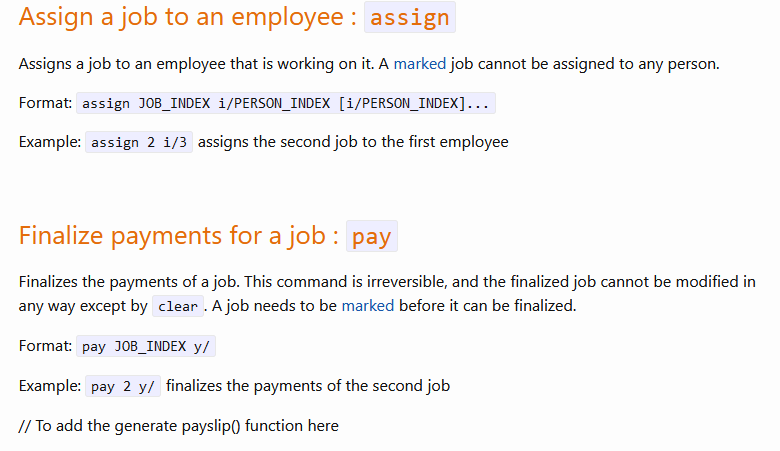 Assign a job to an employee : assign
Assigns a job to an employee that is working on it. A marked job cannot be assigned to any person.
Format: assign JOB_INDEX i/PERSON_INDEX [i/PERSON_INDEX]...
Example: assign 2 i/3 assigns the second job to the first employee
Finalize payments for a job : pay
Finalizes the payments of a job. This command is irreversible, and the finalized job cannot be modified in
any way except by clear. A job needs to be marked before it can be finalized.
Format: pay JOB_INDEX y/
Example: pay 2 y/ finalizes the payments of the second job
// To add the generate payslip() function here